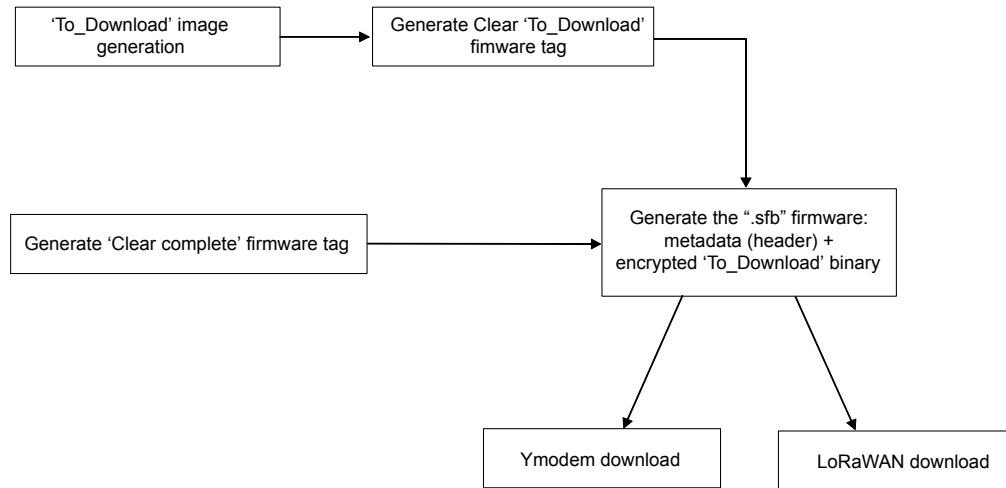 ‘To_Download’ image
generation
Generate Clear ‘To_Download’
fimware tag
Generate ‘Clear complete’ firmware tag
Generate the “.sfb” firmware:
metadata (header) +
encrypted ‘To_Download’ binary
Ymodem download
LoRaWAN download